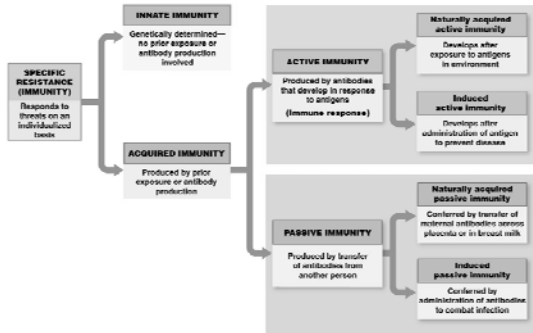 SPECIFIC
RESISTANCE
(IMMUNITY)
Responds to
threats on an
individualized
basis
INNATE IMMUNITY
Genetically determined—
no prior exposure or
antibody production
involved
ACQUIRED IMMUNITY
Produced by prior
exposure or antibody
production
ACTIVE IMMUNITY
Produced by antibodies
that develop in response
to antigens
(Immune response)
Naturally acquired
active immunity
Develops after
exposure to antigens
in environment
Induced
active immunity
Develops after
administration of antigen
to prevent disease
PASSIVE IMMUNITY
Produced by transfer
of antibodies from
another person
Naturally acquired
passive immunity
Conferred by transfer of
maternal antibodies across
placenta or in breast milk
Induced
passive immunity
Conferred by
administration of antibodies
to combat infection